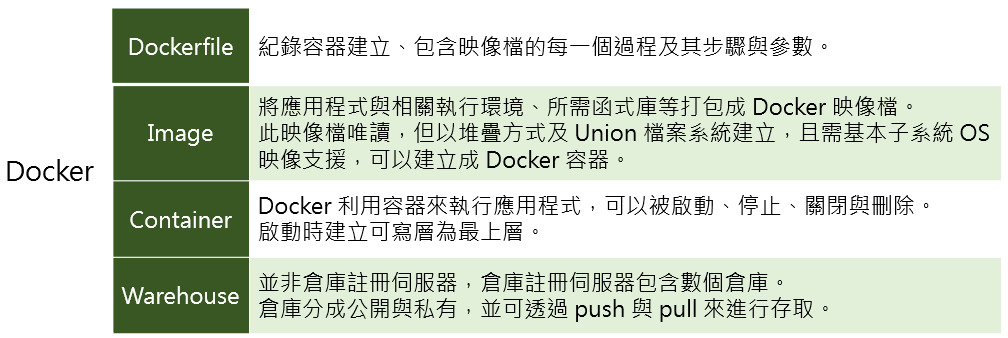 Docker
Dockerfile
紀錄容器建立、包含映像檔的每一個過程及其步驟與參數。
Image
將應用程式與相關執行環境、所需函式庫等打包成 Docker 映像檔。
此映像檔唯讀，但以堆疊方式及 Union 檔案系統建立，且需基本子系統 OS
映像支援，可以建立成 Docker 容器。
Container
Docker 利用容器來執行應用程式，可以被啟動、停止、關閉與刪除。
啟動時建立可寫層為最上層。
Warehouse
並非倉庫註冊伺服器，倉庫註冊伺服器包含數個倉庫。
倉庫分成公開與私有，並可透過 push 與 pull 來進行存取。